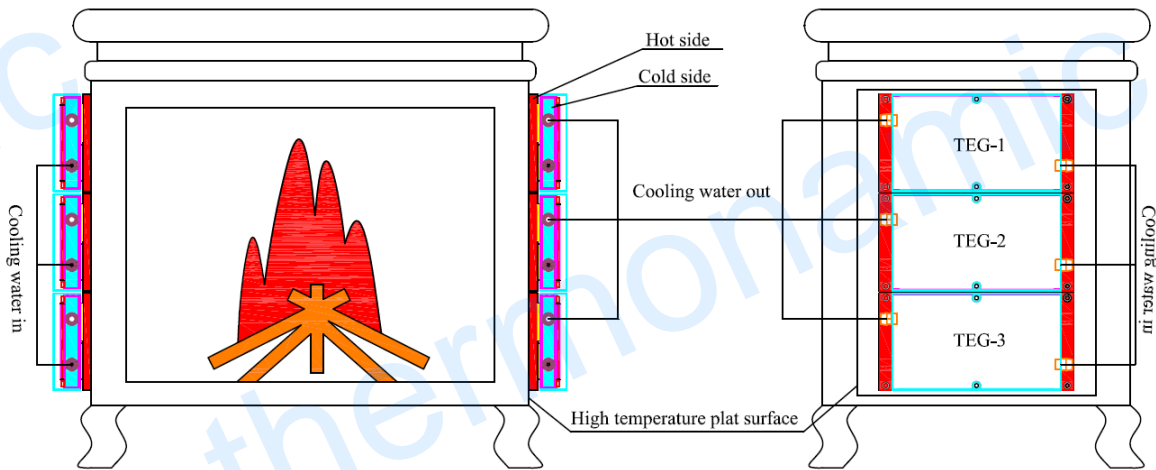 Hot side
Cold side
Cooling water in
Cooling water out
TEG-1
TEG-2
TEG-3
Cooling water in
High temperature plat surface
thermonamic
c